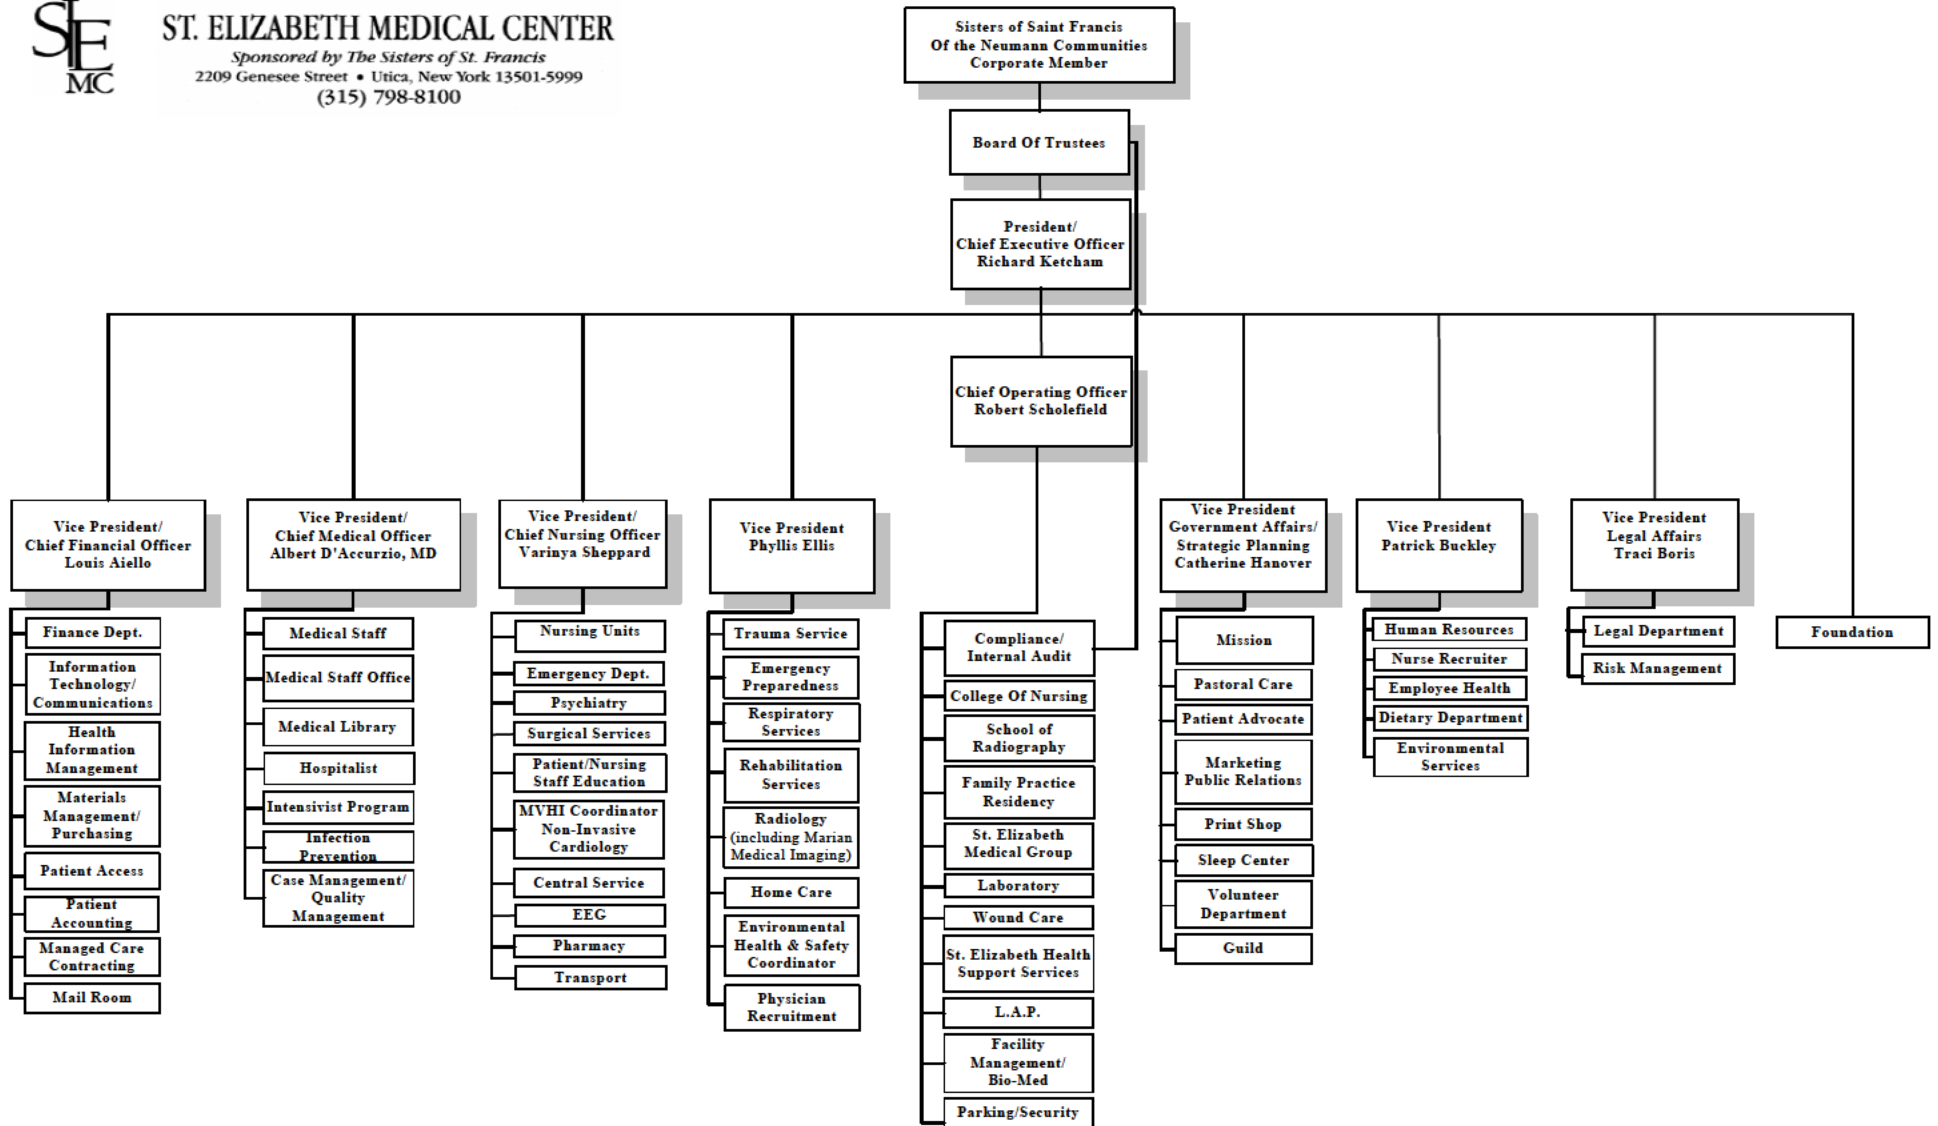 SLE
MC
ST. ELIZABETH MEDICAL CENTER
Sponsored by The Sisters of St. Francis
2209 Genesee Street • Utica, New York 13501-5999
(315) 798-8100
Sisters of Saint Francis
Of the Neumann Communities
Corporate Member
Board Of Trustees
President/
Chief Executive Officer
Richard Ketcham
Chief Operating Officer
Robert Scholefield
Vice President/
Chief Financial Officer
Louis Aiello
Finance Dept.
Information
Technology/
Communications
Health
Information
Management
Materials
Management/
Purchasing
Patient Access
Patient
Accounting
Managed Care
Contracting
Mail Room
Vice President/
Chief Medical Officer
Albert D'Accurzio, MD
Medical Staff
Medical Staff Office
Medical Library
Hospitalist
Intensivist Program
Infection
Prevention
Case Management/
Quality
Management
Vice President/
Chief Nursing Officer
Varinya Sheppard
Nursing Units
Emergency Dept.
Psychiatry
Surgical Services
Patient/Nursing
Staff Education
MVHI Coordinator
Non-Invasive
Cardiology
Central Service
EEG
Pharmacy
Transport
Vice President
Phyllis Ellis
Trauma Service
Emergency
Preparedness
Respiratory
Services
Rehabilitation
Services
Radiology
(including Marian
Medical Imaging)
Home Care
Environmental
Health & Safety
Coordinator
Physician
Recruitment
Compliance/
Internal Audit
College Of Nursing
School of
Radiography
Family Practice
Residency
St. Elizabeth
Medical Group
Laboratory
Wound Care
St. Elizabeth Health
Support Services
L.A.P.
Facility
Management/
Bio-Med
Parking/Security
Vice President
Government Affairs/
Strategic Planning
Catherine Hanover
Mission
Pastoral Care
Patient Advocate
Marketing
Public Relations
Print Shop
Sleep Center
Volunteer
Department
Guild
Vice President
Patrick Buckley
Human Resources
Nurse Recruiter
Employee Health
Dietary Department
Environmental
Services
Vice President
Legal Affairs
Traci Boris
Legal Department
Risk Management
Foundation